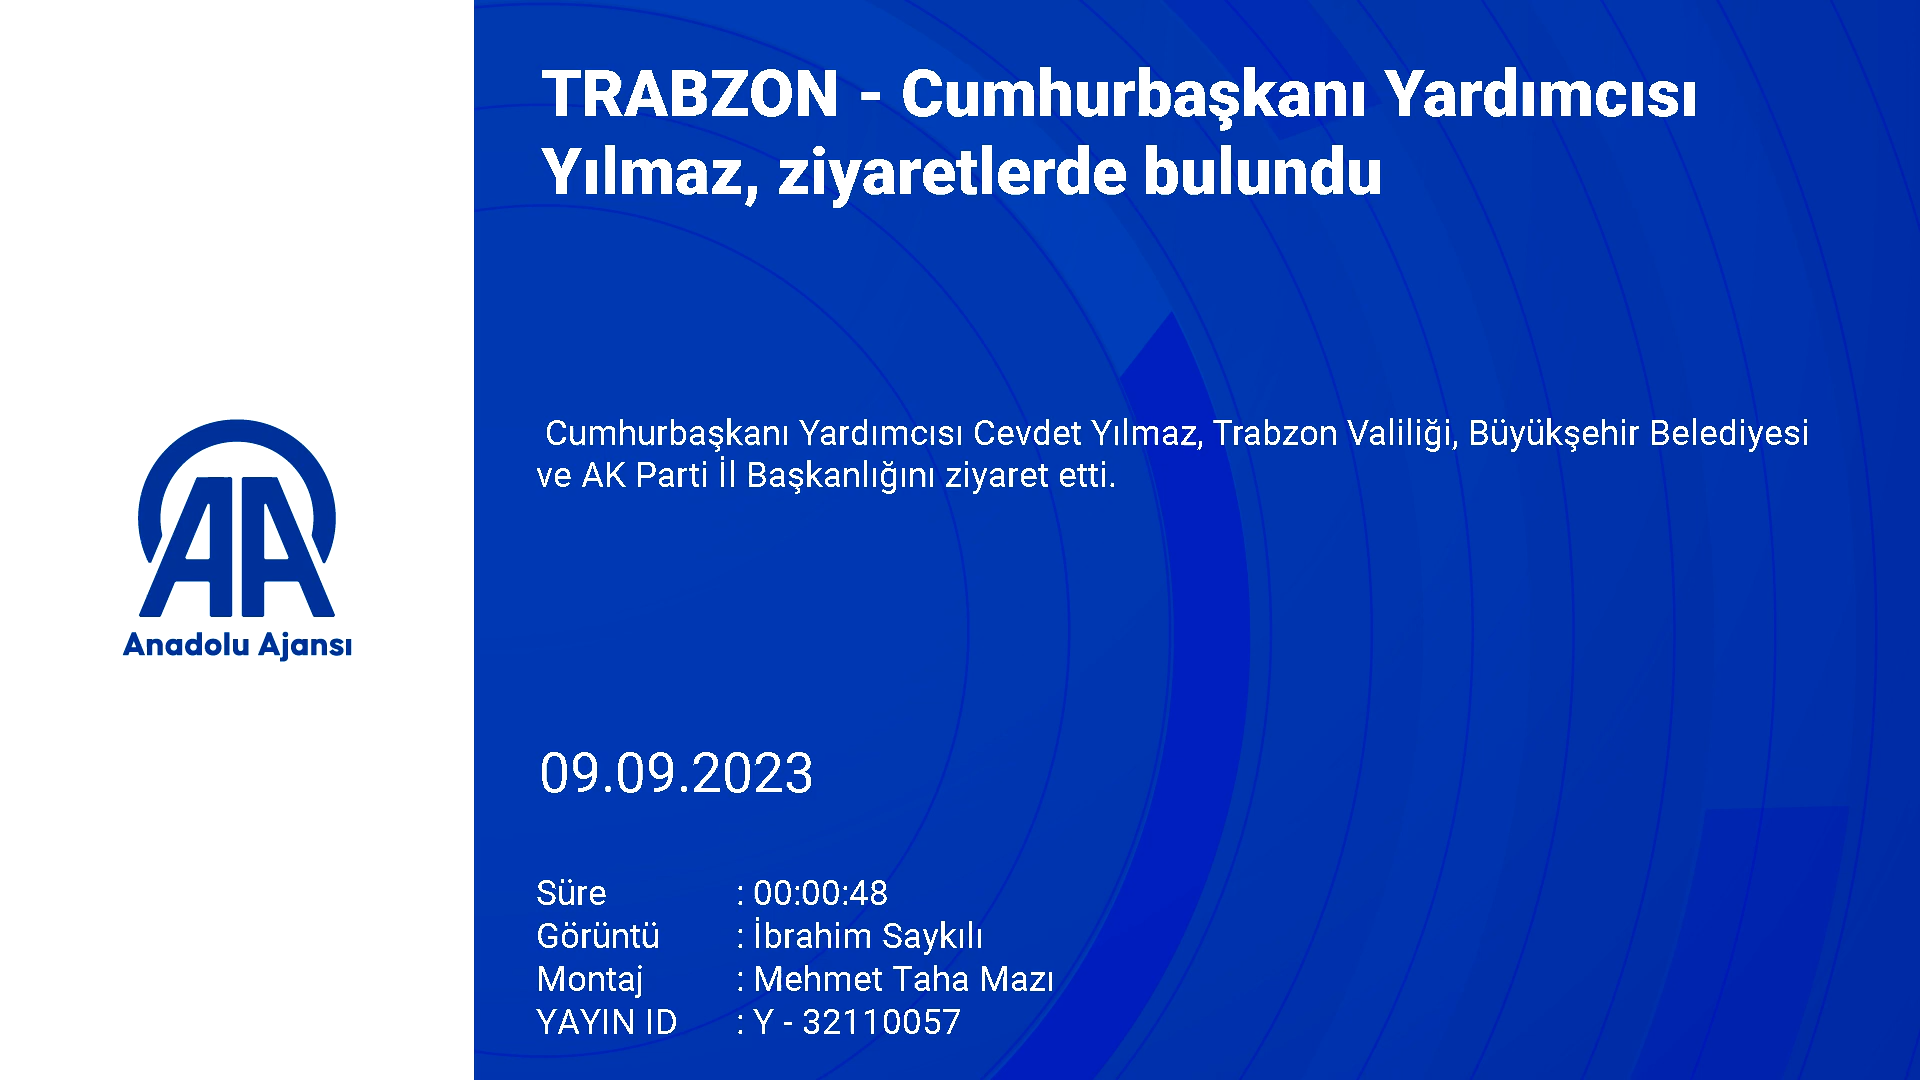 TRABZON - Cumhurbaşkanı Yardımcısı
Yılmaz, ziyaretlerde bulundu
Cumhurbaşkanı Yardımcısı Cevdet Yılmaz, Trabzon Valiliği, Büyükşehir Belediyesi
ve AK Parti İl Başkanlığını ziyaret etti.
AA
Anadolu Ajansı
09.09.2023
Süre : 00:00:48
Görüntü : İbrahim Saykılı
Montaj : Mehmet Taha Mazı
YAYIN ID : Y - 32110057